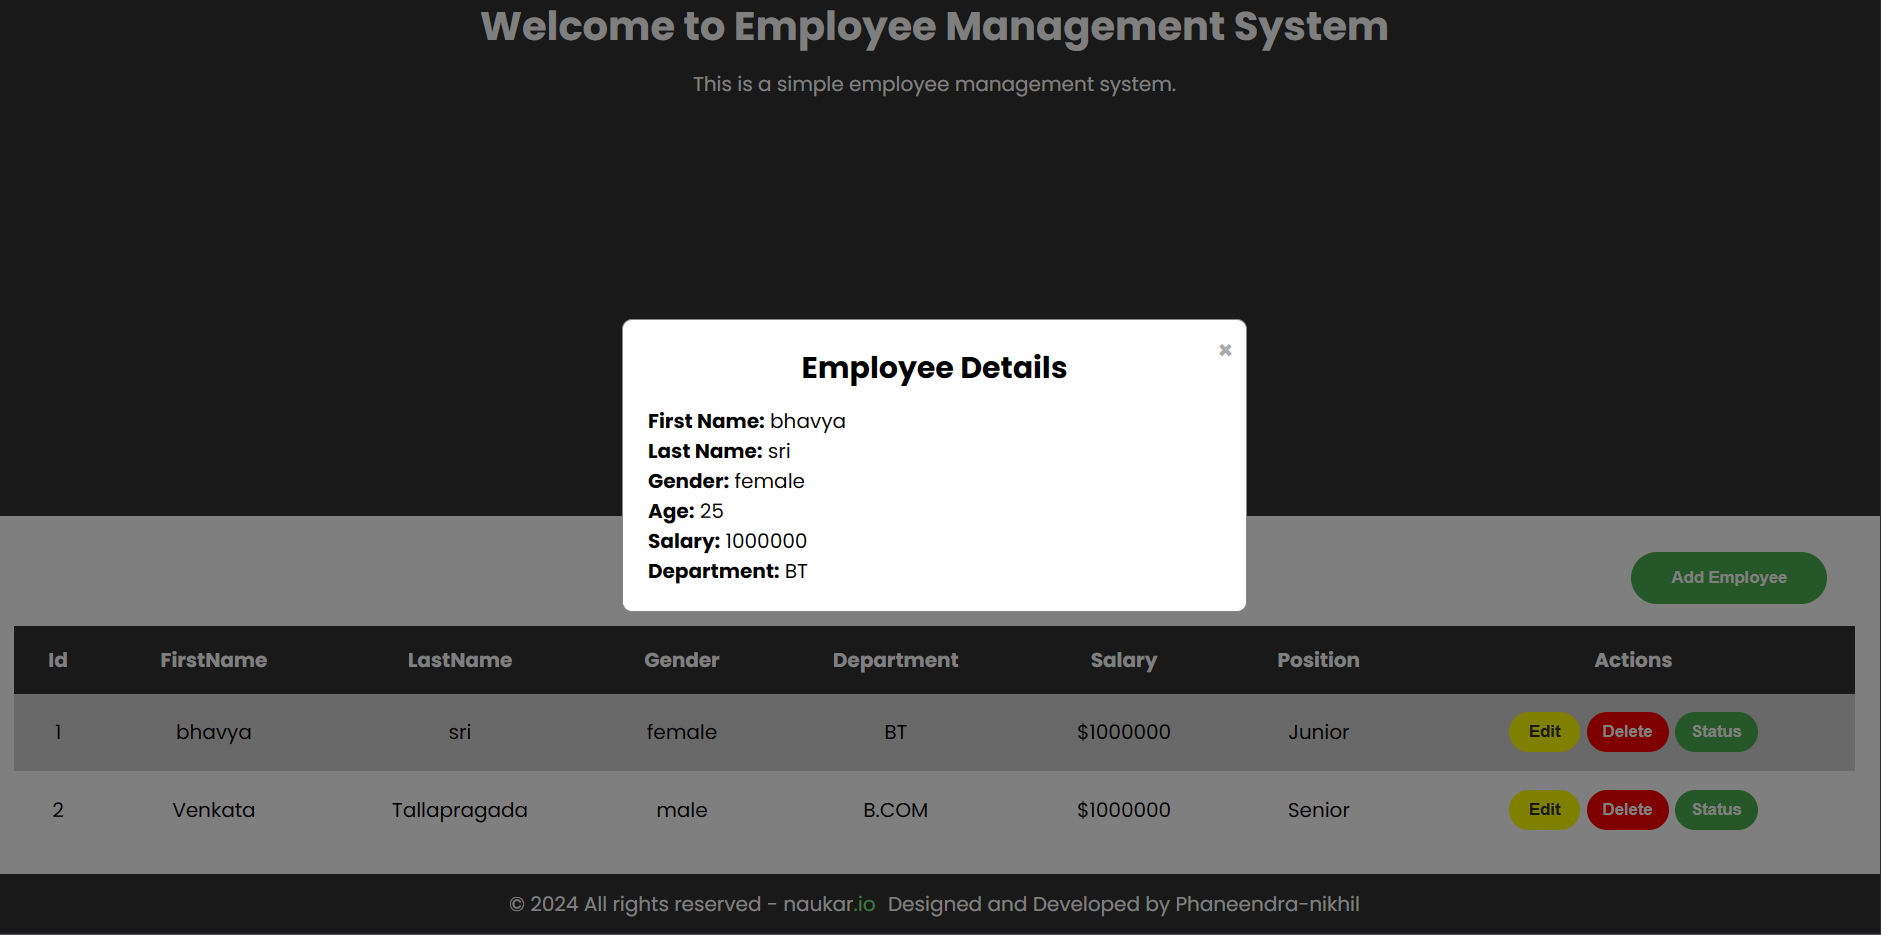 Welcome to Employee Management System
This is a simple employee management system.
✖
Employee Details
First Name: bhavya
Last Name: sri
Gender: female
Age: 25
Salary: 1000000
Department: BT
Add Employee
Id FirstName LastName Gender Department Salary Position Actions
1 bhavya sri female BT $1000000 Junior Edit Delete Status
2 Venkata Tallapragada male B.COM $1000000 Senior Edit Delete Status
© 2024 All rights reserved - naukar.io Designed and Developed by Phaneendra-nikhil